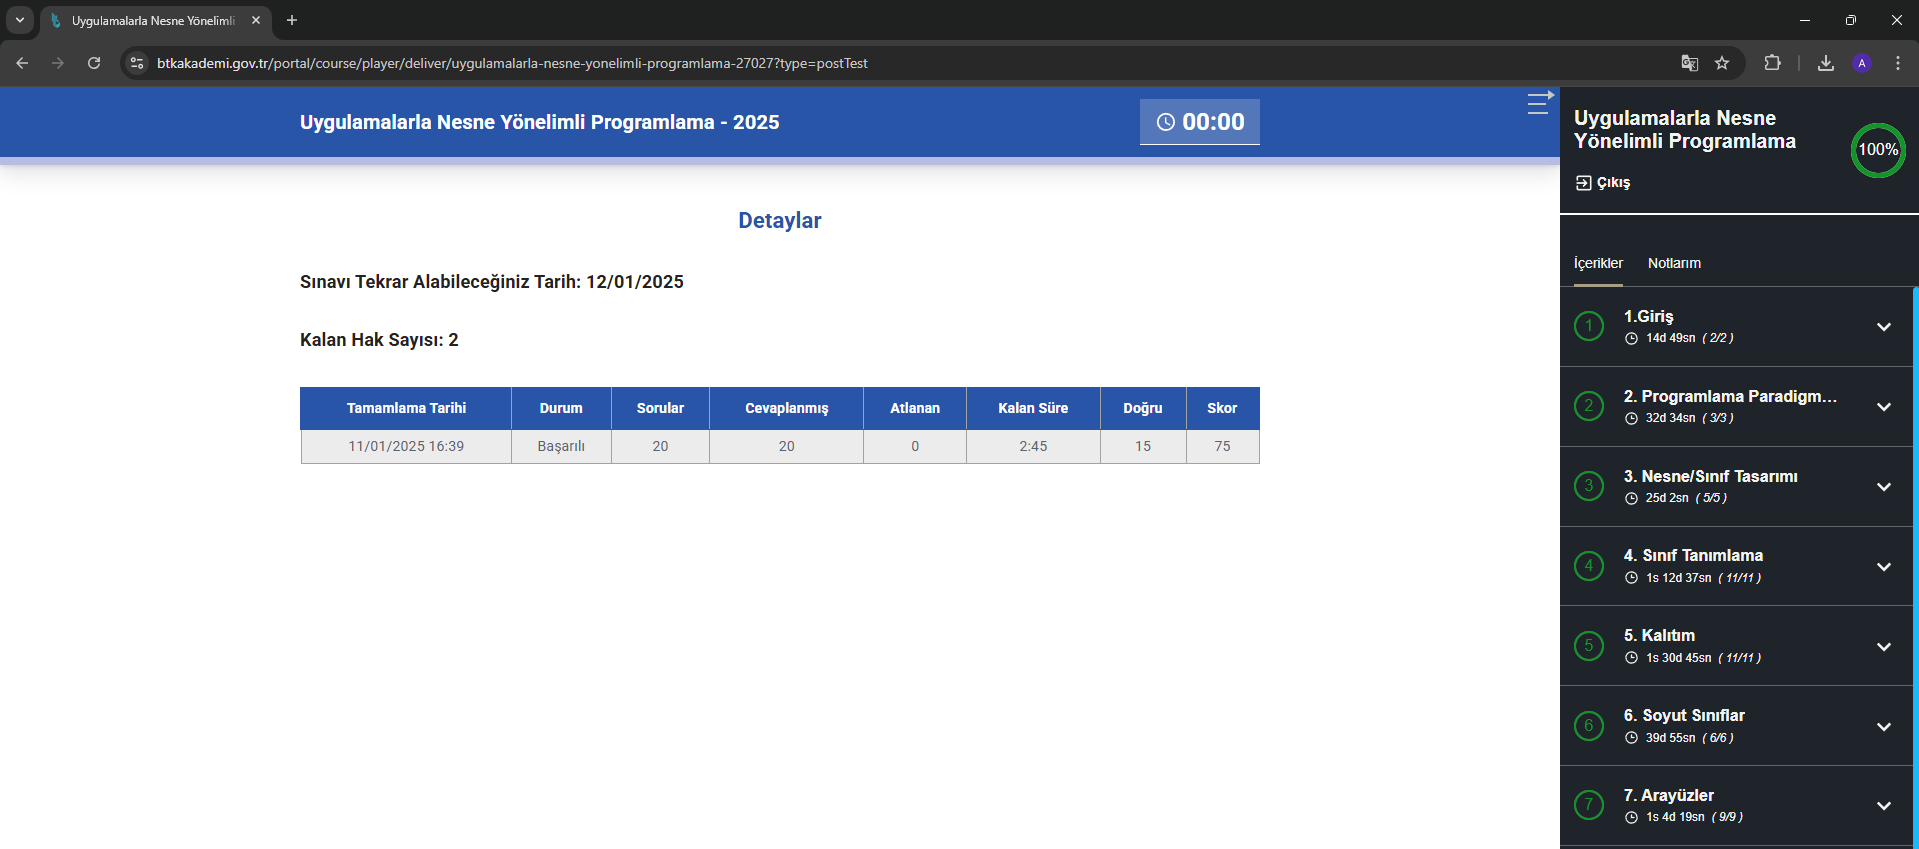 Uygulamalarla Nesne Yönelimli
btkakademi.gov.tr/portal/course/player/deliver/uygulamalarla-nesne-yonelimli-programlama-27027?type=postTest
A
Uygulamalarla Nesne Yönelimli Programlama - 2025
00:00
Detaylar
Sınavı Tekrar Alabileceğiniz Tarih: 12/01/2025
Kalan Hak Sayısı: 2
Tamamlama Tarihi Durum Sorular Cevaplanmış Atlanan Kalan Süre Doğru Skor
11/01/2025 16:39 Başarılı 20 20 0 2:45 15 75
Uygulamalarla Nesne
Yönelimli Programlama
100%
Çıkış
İçerikler Notlarım
1 1.Giriş
14d 49sn ( 2/2 )
2 2. Programlama Paradigm...
32d 34sn ( 3/3 )
3 3. Nesne/Sınıf Tasarımı
25d 2sn ( 5/5 )
4 4. Sınıf Tanımlama
1s 12d 37sn ( 11/11 )
5 5. Kalıtım
1s 30d 45sn ( 11/11 )
6 6. Soyut Sınıflar
39d 55sn ( 6/6 )
7 7. Arayüzler
1s 4d 19sn ( 9/9 )